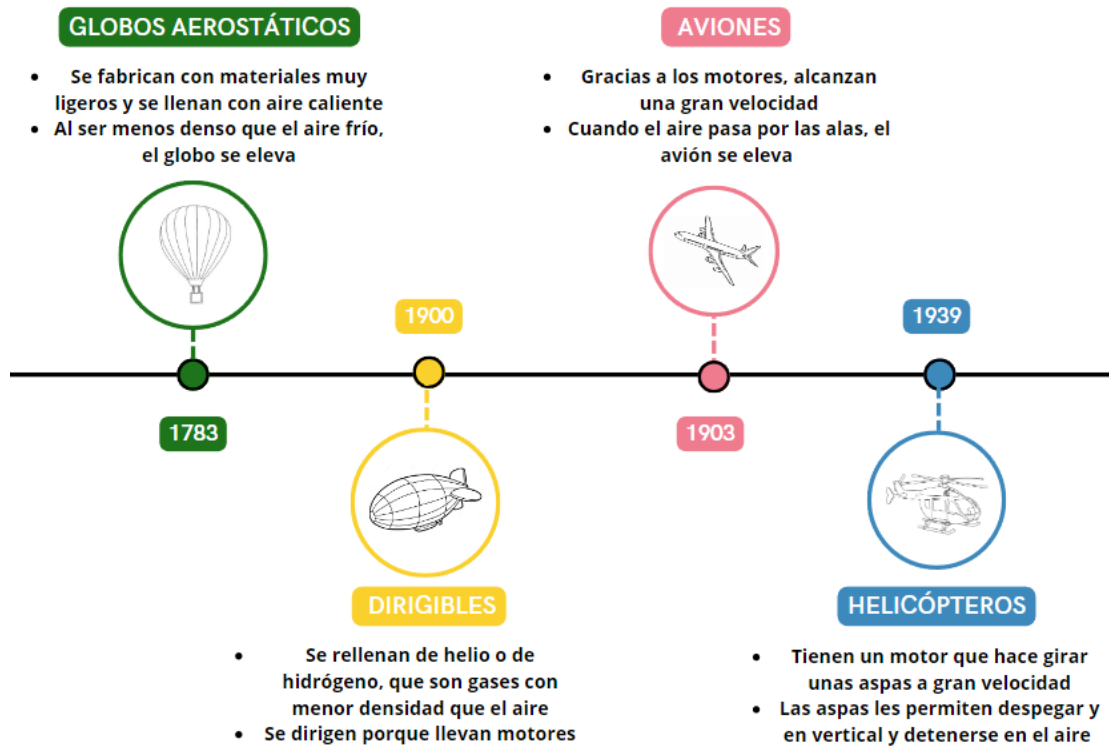 GLOBOS AEROSTÁTICOS
• Se fabrican con materiales muy
ligeros y se llenan con aire caliente
• Al ser menos denso que el aire frío,
el globo se eleva
AVIONES
• Gracias a los motores, alcanzan
una gran velocidad
• Cuando el aire pasa por las alas, el
avión se eleva
1900
1939
1783
1903
DIRIGIBLES
• Se rellenan de helio o de
hidrógeno, que son gases con
menor densidad que el aire
• Se dirigen porque llevan motores
HELICÓPTEROS
• Tienen un motor que hace girar
unas aspas a gran velocidad
• Las aspas les permiten despegar y
en vertical y detenerse en el aire